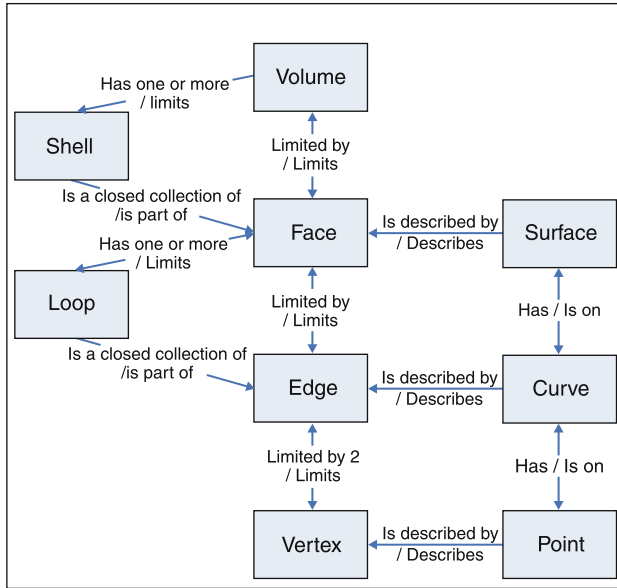 Volume
Has one or more
/ limits
Shell
Limited by
/ Limits
Is a closed collection of
/is part of
Face
Is described by
/ Describes
Surface
Has one or more
/ Limits
Loop
Limited by
/ Limits
Has / Is on
Is a closed collection of
/is part of
Edge
Is described by
/ Describes
Curve
Limited by 2
/ Limits
Has / Is on
Vertex
Is described by
/ Describes
Point